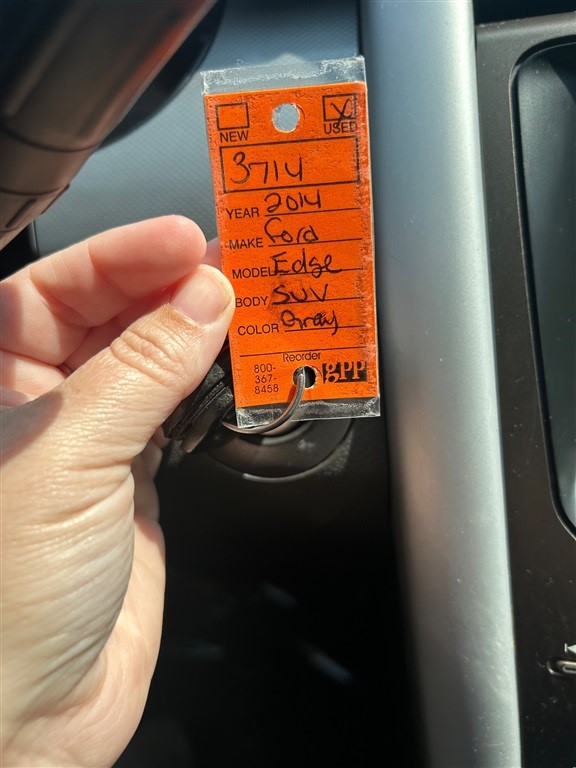 X
NEW USED
3714
YEAR 2014
MAKE Ford
MODEL Edge
BODY SUV
COLOR Gray
Reorder
800-
367-
8458
gPP